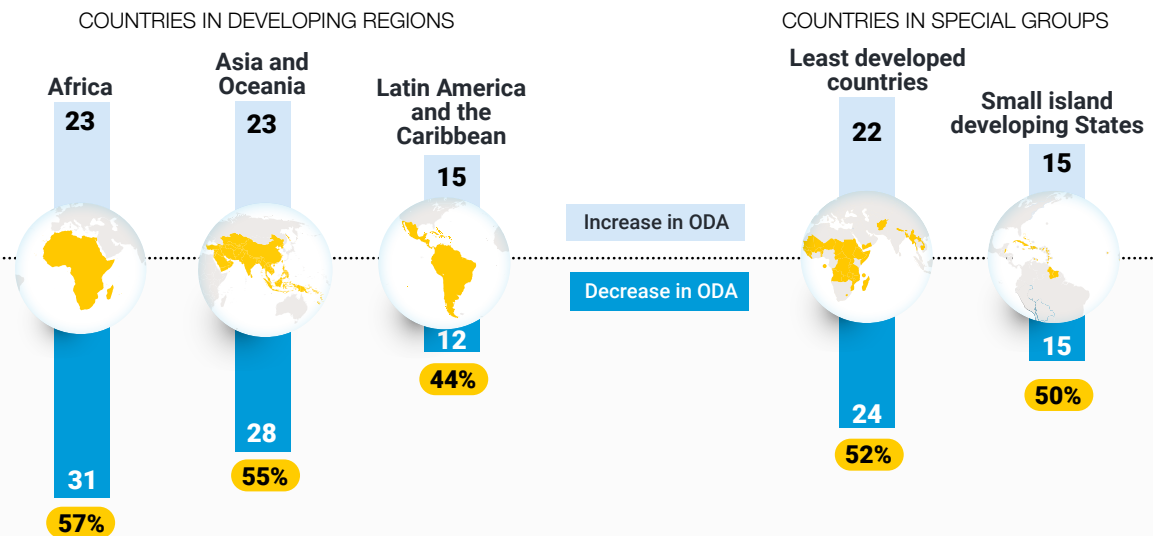 COUNTRIES IN DEVELOPING REGIONS
Africa
23
31
57%
Asia and
Oceania
23
28
55%
Latin America
and the
Caribbean
15
12
44%
Increase in ODA
Decrease in ODA
COUNTRIES IN SPECIAL GROUPS
Least developed
countries
22
24
52%
Small island
developing States
15
15
50%